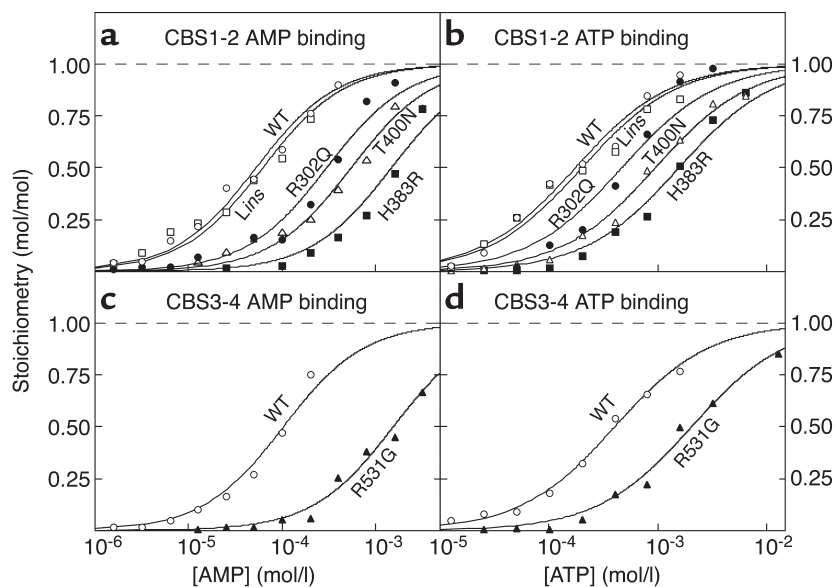 a CBS1-2 AMP binding
b CBS1-2 ATP binding
1.00
0.75
0.50
0.25
WT
Lins
R302Q
T400N
H383R
WT
Lins
R302Q
T400N
H383R
1.00
0.75
0.50
0.25
Stoichiometry (mol/mol)
c CBS3-4 AMP binding
d CBS3-4 ATP binding
1.00
0.75
0.50
0.25
WT
R531G
WT
R531G
1.00
0.75
0.50
0.25
10⁻⁶ 10⁻⁵ 10⁻⁴ 10⁻³
10⁻⁵ 10⁻⁴ 10⁻³ 10⁻²
[AMP] (mol/l)
[ATP] (mol/l)